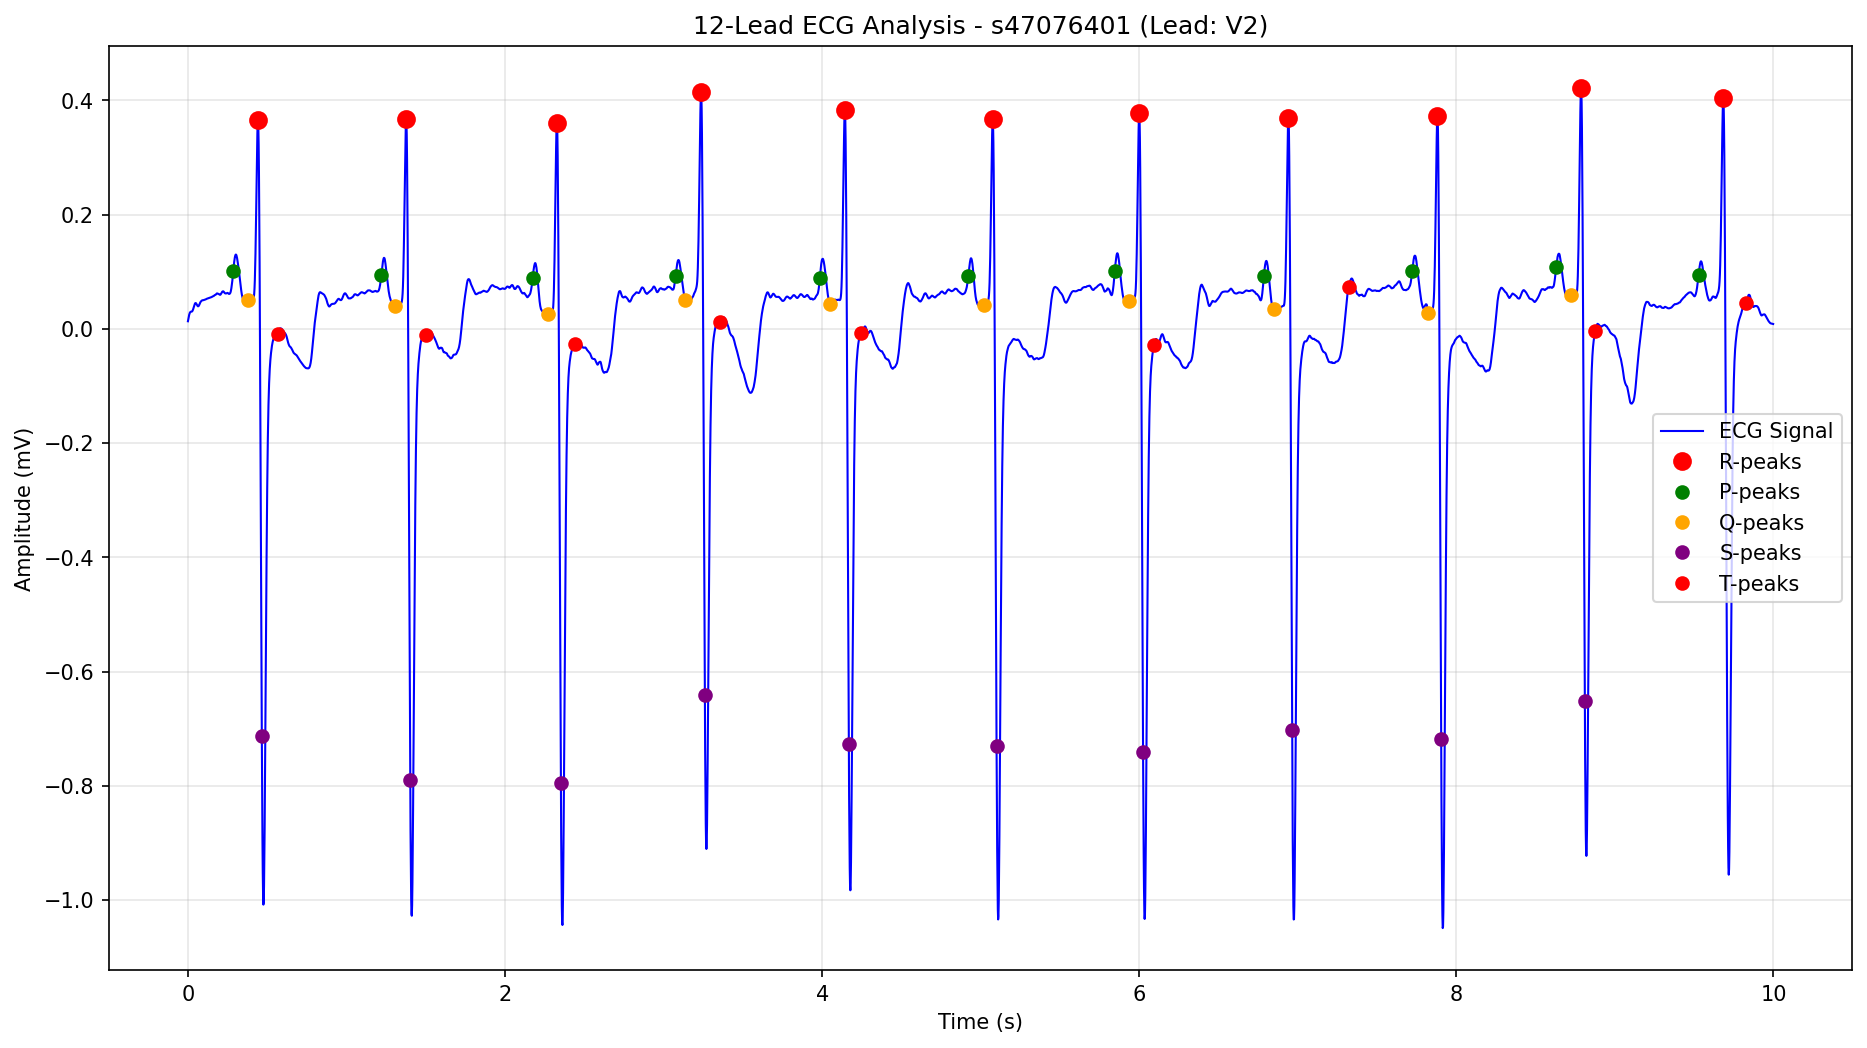 12-Lead ECG Analysis - s47076401 (Lead: V2)
Amplitude (mV)
0.4
0.2
0.0
−0.2
−0.4
−0.6
−0.8
−1.0
ECG Signal
R-peaks
P-peaks
Q-peaks
S-peaks
T-peaks
0 2 4 6 8 10
Time (s)